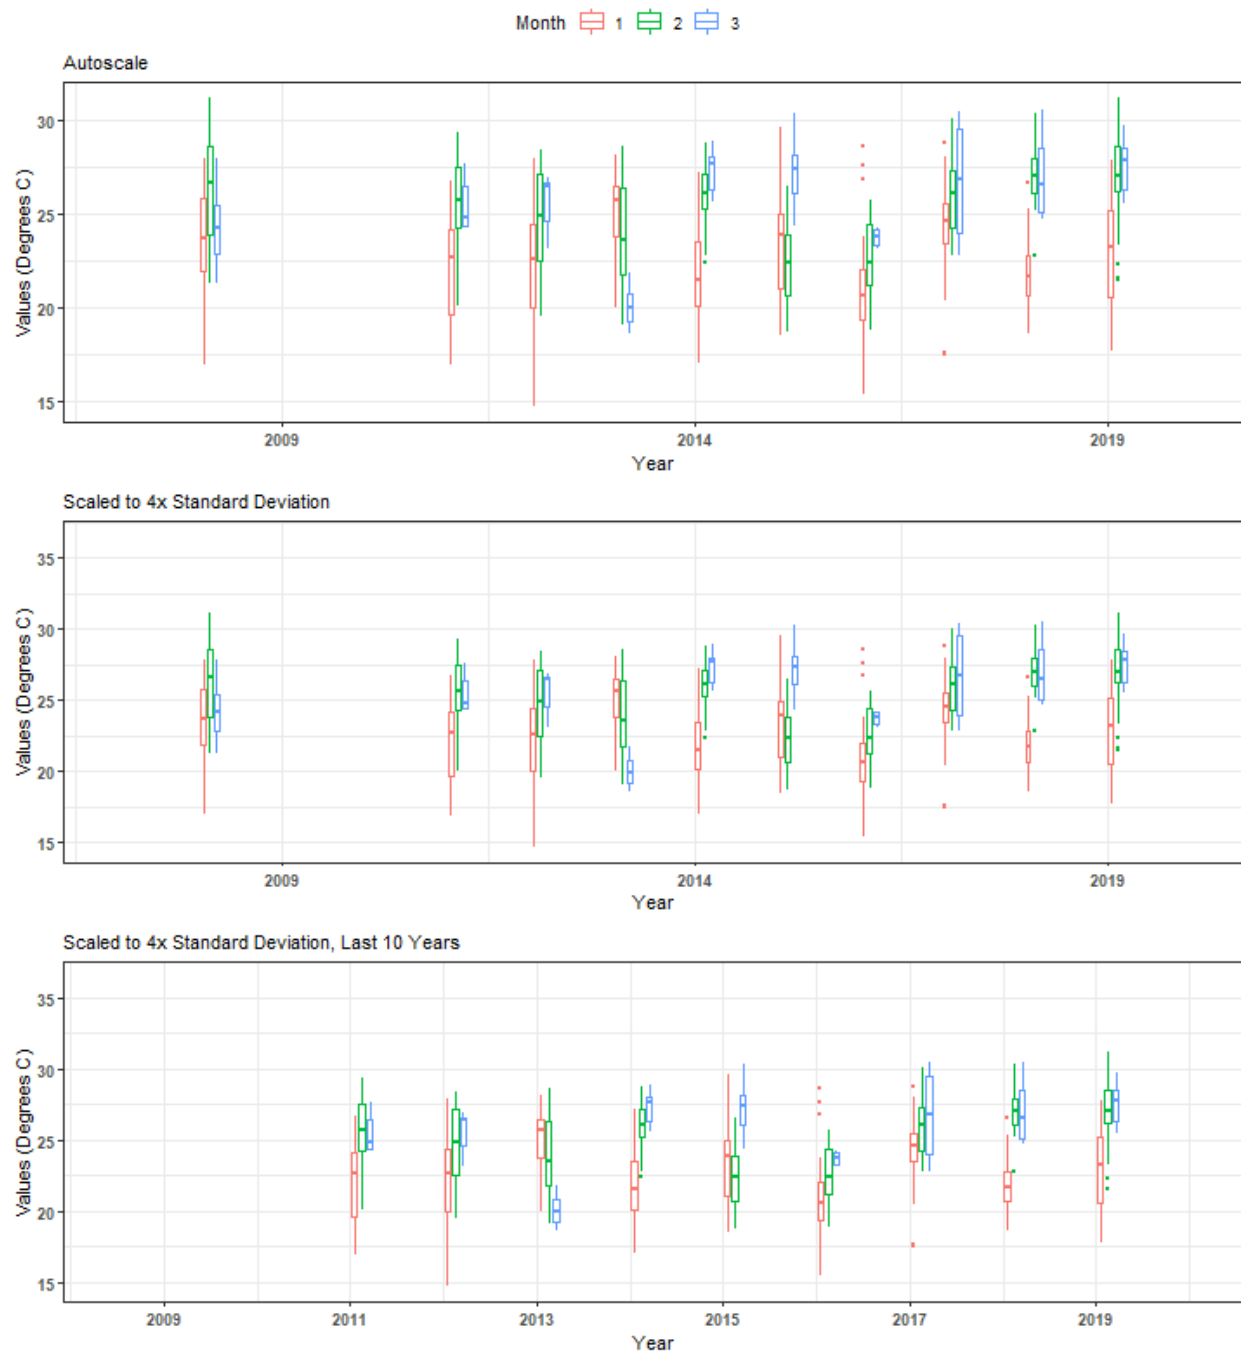 Month 1 2 3
Autoscale
30
25
20
15
Values (Degrees C)
2009 2014 2019
Year
Scaled to 4x Standard Deviation
35
30
25
20
15
Values (Degrees C)
2009 2014 2019
Year
Scaled to 4x Standard Deviation, Last 10 Years
35
30
25
20
15
Values (Degrees C)
2009 2011 2013 2015 2017 2019
Year